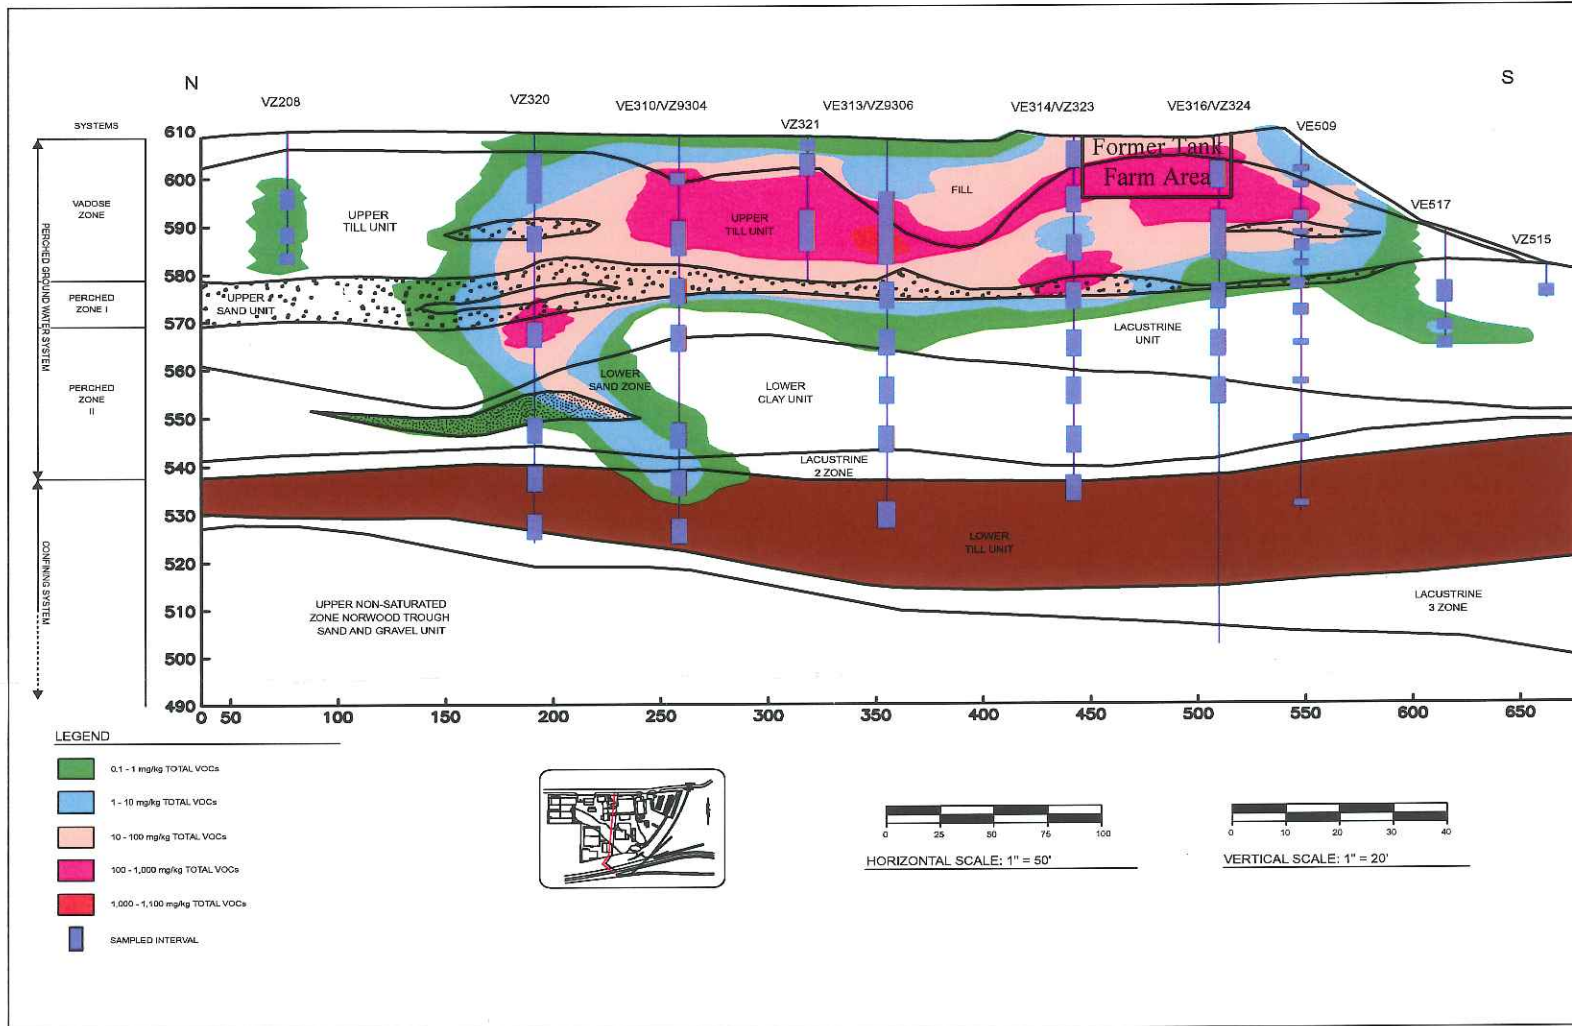 N
S
VZ208
VZ320
VE310/VZ9304
VZ321
VE313/VZ9306
VE314/VZ323
VE316/VZ324
VE509
VE517
VZ515
SYSTEMS
PERCHED GROUND WATER SYSTEM
VADOSE
ZONE
PERCHED
ZONE I
PERCHED
ZONE
II
CONFINING SYSTEM
610
600
590
580
570
560
550
540
530
520
510
500
490
Former Tank
Farm Area
FILL
UPPER
TILL UNIT
UPPER
TILL UNIT
UPPER
SAND UNIT
LACUSTRINE
UNIT
LOWER
SAND ZONE
LOWER
CLAY UNIT
LACUSTRINE
2 ZONE
LOWER
TILL UNIT
UPPER NON-SATURATED
ZONE NORWOOD TROUGH
SAND AND GRAVEL UNIT
LACUSTRINE
3 ZONE
0 50 100 150 200 250 300 350 400 450 500 550 600 650
LEGEND
0.1 - 1 mg/kg TOTAL VOCs
1 - 10 mg/kg TOTAL VOCs
10 - 100 mg/kg TOTAL VOCs
100 - 1,000 mg/kg TOTAL VOCs
1,000 - 1,100 mg/kg TOTAL VOCs
SAMPLED INTERVAL
0 25 50 75 100
HORIZONTAL SCALE: 1" = 50'
0 10 20 30 40
VERTICAL SCALE: 1" = 20'